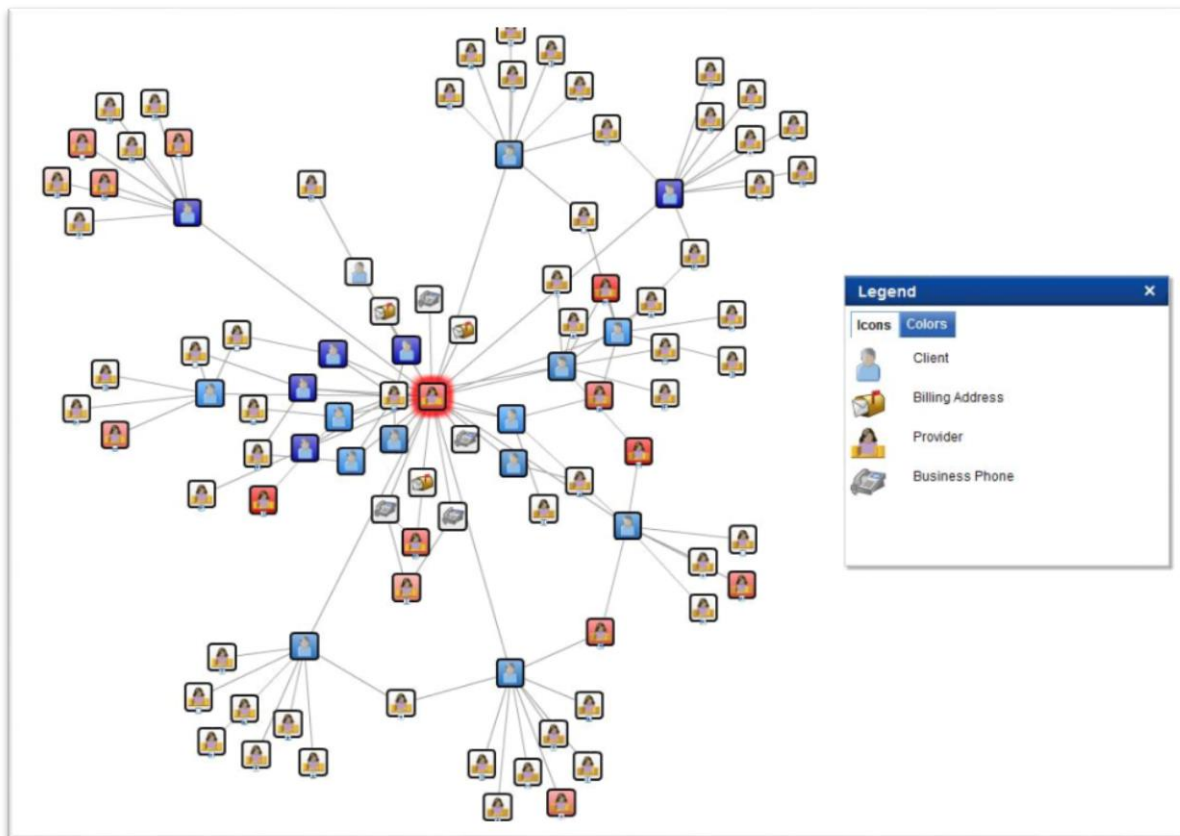 Legend
Icons Colors
Client
Billing Address
Provider
Business Phone